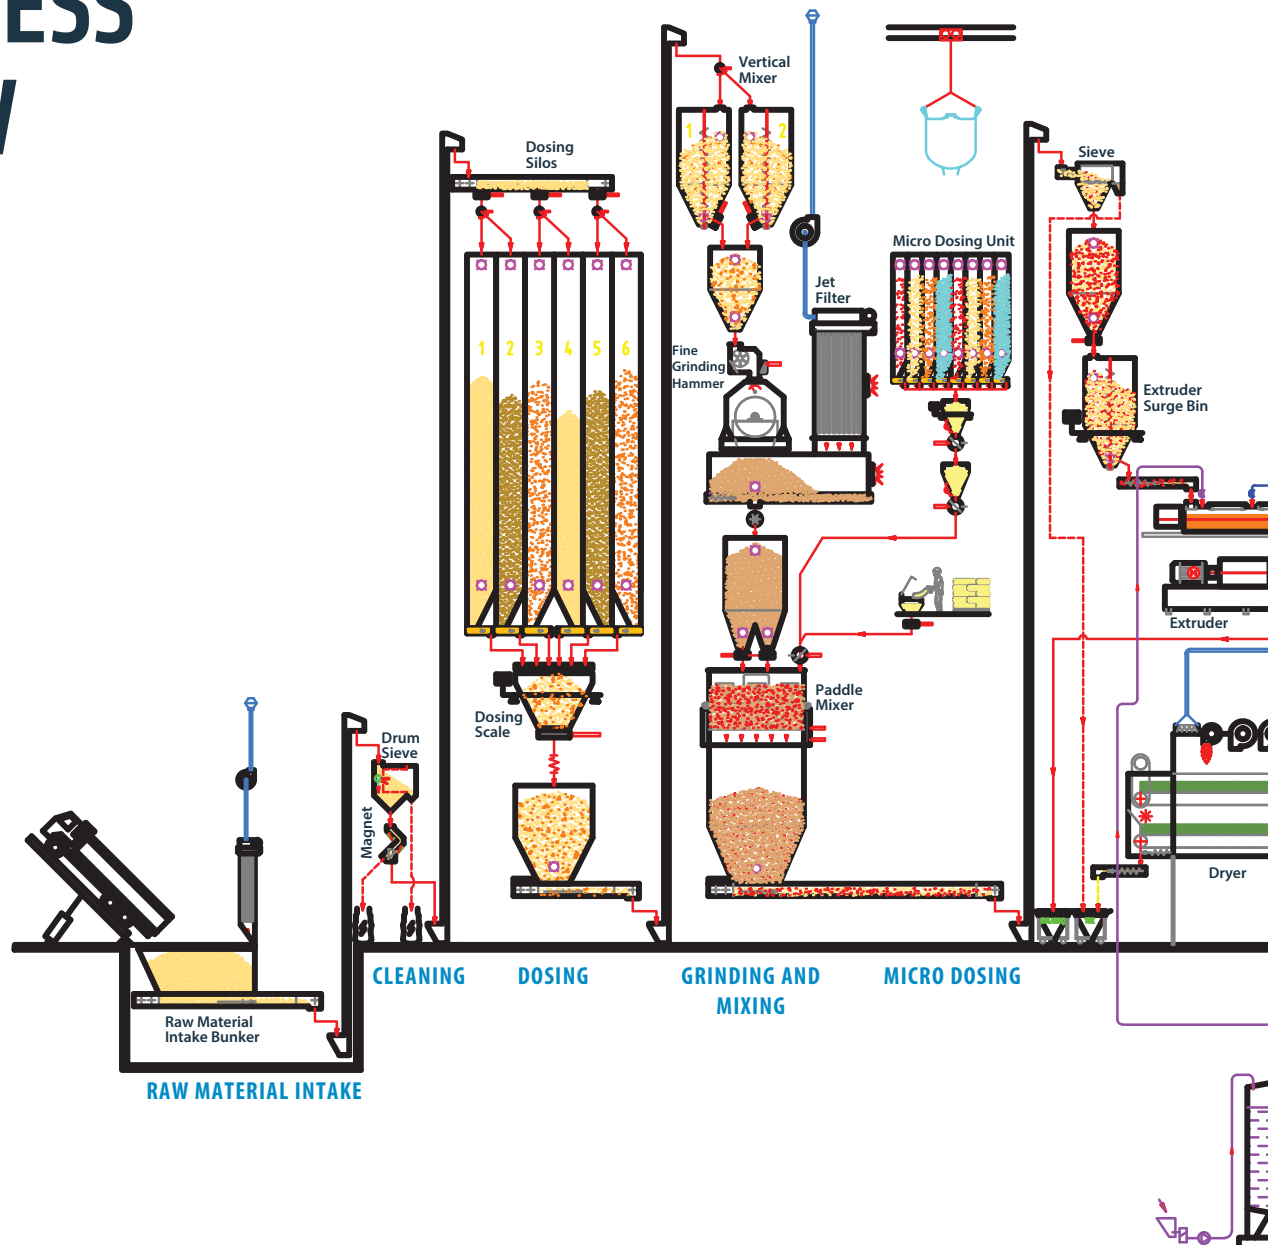 ESS
Vertical
Mixer
1
2
Dosing
Silos
Sieve
Micro Dosing Unit
Jet
Filter
1
2
3
4
5
6
Fine
Grinding
Hammer
Extruder
Surge Bin
Extruder
Paddle
Mixer
Dosing
Scale
Drum
Sieve
Magnet
Dryer
CLEANING
DOSING
GRINDING AND
MIXING
MICRO DOSING
Raw Material
Intake Bunker
RAW MATERIAL INTAKE